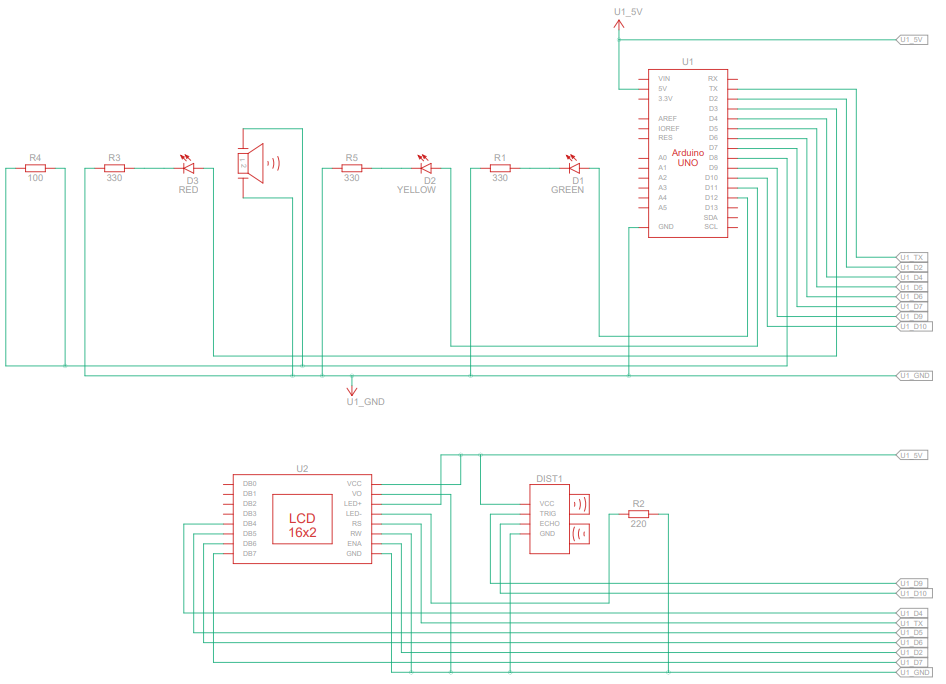 U1_5V
U1_5V
U1
VIN
5V
3.3V
AREF
IOREF
RES
A0
A1
A2
A3
A4
A5
GND
Arduino
UNO
RX
TX
D2
D3
D4
D5
D6
D7
D8
D9
D10
D11
D12
D13
SDA
SCL
R4
100
R3
330
D3
RED
R5
330
D2
YELLOW
R1
330
D1
GREEN
U1_TX
U1_D2
U1_D4
U1_D5
U1_D6
U1_D7
U1_D9
U1_D10
U1_GND
U1_GND
U1_5V
U2
DB0
DB1
DB2
DB3
DB4
DB5
DB6
DB7
LCD
16x2
VCC
VO
LED+
LED-
RS
RW
ENA
GND
DIST1
VCC
TRIG
ECHO
GND
R2
220
U1_D9
U1_D10
U1_D4
U1_TX
U1_D5
U1_D6
U1_D2
U1_D7
U1_GND